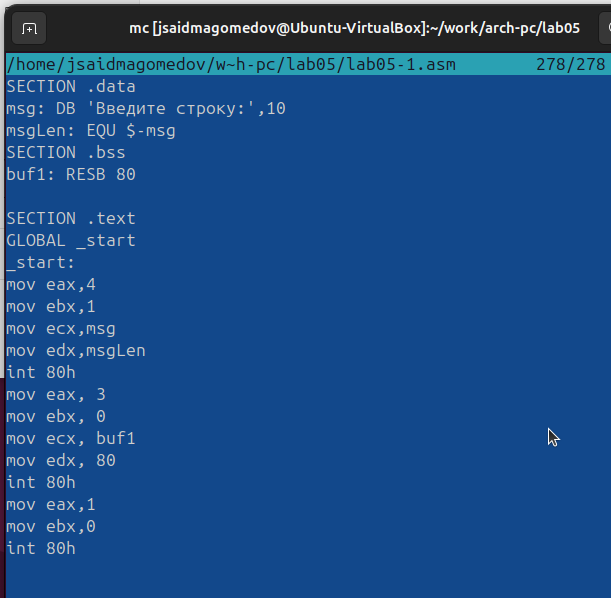 mc [jsaidmagomedov@Ubuntu-VirtualBox]:~/work/arch-pc/lab05
/home/jsaidmagomedov/w~h-pc/lab05/lab05-1.asm 278/278
SECTION .data
msg: DB 'Введите строку:',10
msgLen: EQU $-msg
SECTION .bss
buf1: RESB 80

SECTION .text
GLOBAL _start
_start:
mov eax,4
mov ebx,1
mov ecx,msg
mov edx,msgLen
int 80h
mov eax, 3
mov ebx, 0
mov ecx, buf1
mov edx, 80
int 80h
mov eax,1
mov ebx,0
int 80h